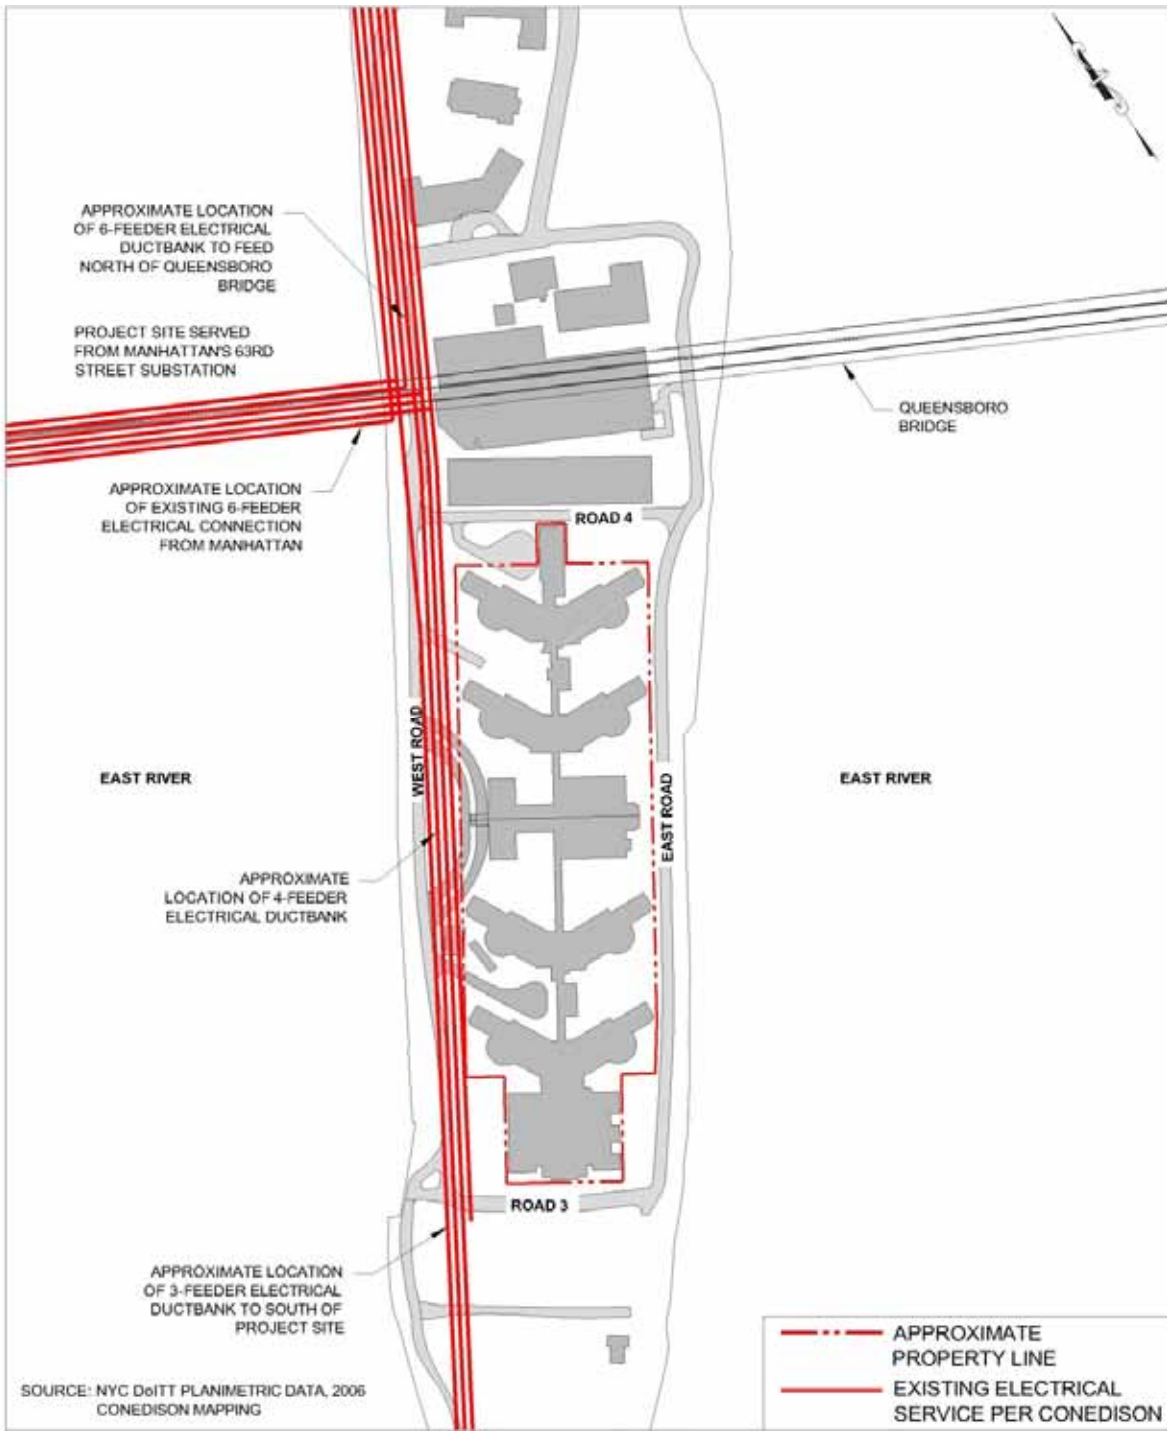 APPROXIMATE LOCATION
OF 6-FEEDER ELECTRICAL
DUCTBANK TO FEED
NORTH OF QUEENSBORO
BRIDGE
PROJECT SITE SERVED
FROM MANHATTAN'S 63RD
STREET SUBSTATION
QUEENSBORO
BRIDGE
APPROXIMATE LOCATION
OF EXISTING 6-FEEDER
ELECTRICAL CONNECTION
FROM MANHATTAN
ROAD 4
WEST ROAD
EAST RIVER
EAST ROAD
EAST RIVER
APPROXIMATE
LOCATION OF 4-FEEDER
ELECTRICAL DUCTBANK
ROAD 3
APPROXIMATE LOCATION
OF 3-FEEDER ELECTRICAL
DUCTBANK TO SOUTH OF
PROJECT SITE
SOURCE: NYC DoITT PLANIMETRIC DATA, 2006
CONEDISON MAPPING
APPROXIMATE
PROPERTY LINE
EXISTING ELECTRICAL
SERVICE PER CONEDISON